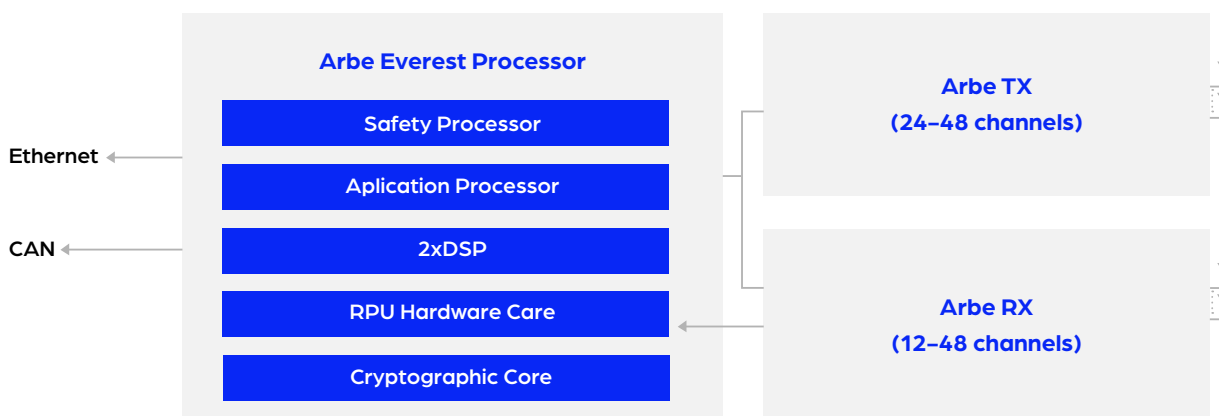 Arbe Everest Processor
Safety Processor
Aplication Processor
2xDSP
RPU Hardware Care
Cryptographic Core
Ethernet
CAN
Arbe TX
(24–48 channels)
Arbe RX
(12–48 channels)